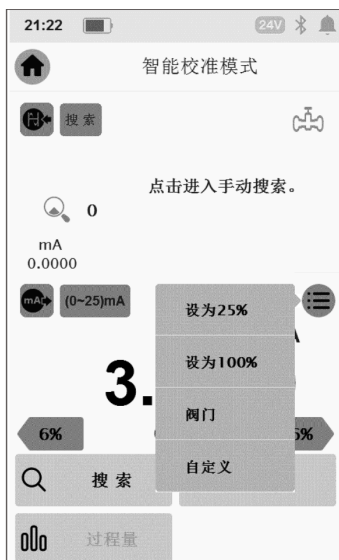 21:22 24V
智能校准模式
搜索
点击进入手动搜索。
0
mA
0.0000
mA (0~25)mA
设为25%
设为100%
3.
阀门
6%
自定义
搜索
过程量